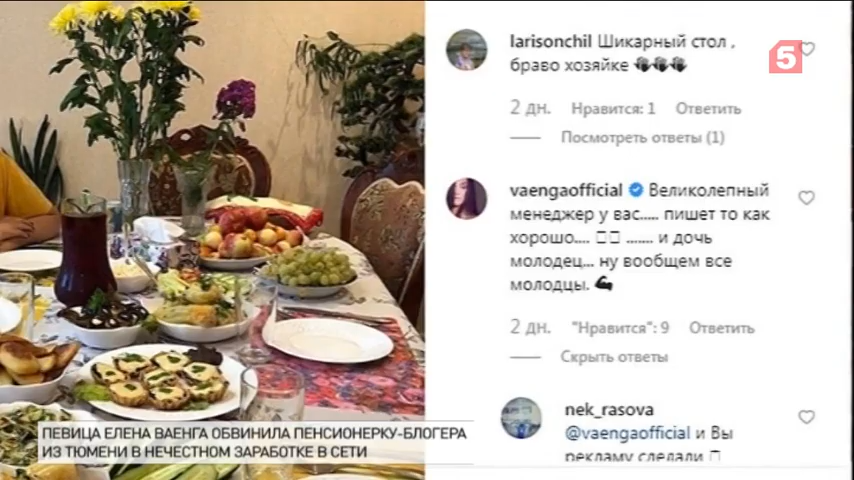 larisonchil Шикарный стол ,
браво хозяйке
5
2 дн. Нравится: 1 Ответить
Посмотреть ответы (1)
vaengaofficial Великолепный
менеджер у вас..... пишет то как
хорошо.... ....... и дочь
молодец... ну вообщем все
молодцы.
2 дн. "Нравится": 9 Ответить
Скрыть ответы
nek_rasova
@vaengaofficial и Вы
рекламу сделали
ПЕВИЦА ЕЛЕНА ВАЕНГА ОБВИНИЛА ПЕНСИОНЕРКУ-БЛОГЕРА
ИЗ ТЮМЕНИ В НЕЧЕСТНОМ ЗАРАБОТКЕ В СЕТИ